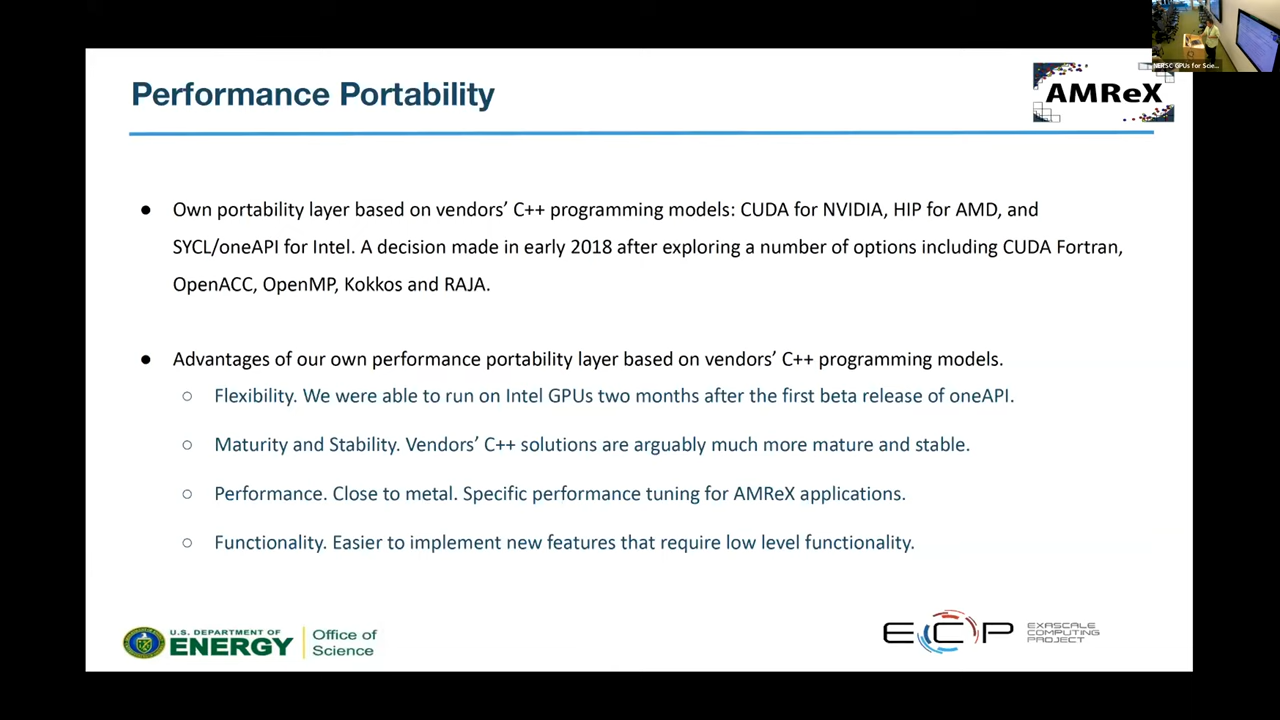 NERSC GPUs for Scie...
Performance Portability
AMReX
● Own portability layer based on vendors’ C++ programming models: CUDA for NVIDIA, HIP for AMD, and
SYCL/oneAPI for Intel. A decision made in early 2018 after exploring a number of options including CUDA Fortran,
OpenACC, OpenMP, Kokkos and RAJA.
● Advantages of our own performance portability layer based on vendors’ C++ programming models.
○ Flexibility. We were able to run on Intel GPUs two months after the first beta release of oneAPI.
○ Maturity and Stability. Vendors’ C++ solutions are arguably much more mature and stable.
○ Performance. Close to metal. Specific performance tuning for AMReX applications.
○ Functionality. Easier to implement new features that require low level functionality.
U.S. DEPARTMENT OF
ENERGY
Office of
Science
ECP
EXASCALE
COMPUTING
PROJECT